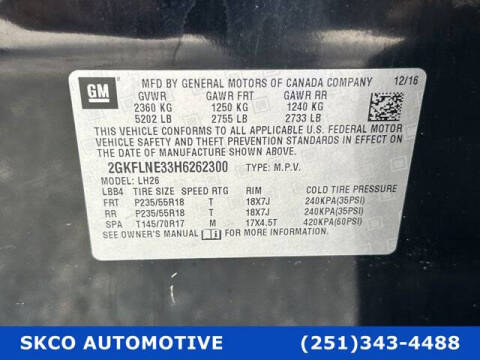 GM
MFD BY GENERAL MOTORS OF CANADA COMPANY 12/16
GVWR GAWR FRT GAWR RR
2360 KG 1250 KG 1240 KG
5202 LB 2755 LB 2733 LB
THIS VEHICLE CONFORMS TO ALL APPLICABLE U.S. FEDERAL MOTOR
VEHICLE SAFETY AND THEFT PREVENTION STANDARDS IN EFFECT ON THE
DATE OF MANUFACTURE SHOWN ABOVE.
2GKFLNE33H6262300 TYPE: M.P.V.
MODEL: LH26
LBB4 TIRE SIZE SPEED RTG RIM COLD TIRE PRESSURE
FRT P235/55R18 T 18X7J 240KPA(35PSI)
RR P235/55R18 T 18X7J 240KPA(35PSI)
SPA T145/70R17 M 17X4.5T 420KPA(60PSI)
SEE OWNER'S MANUAL FOR MORE INFORMATION.
SKCO AUTOMOTIVE (251)343-4488